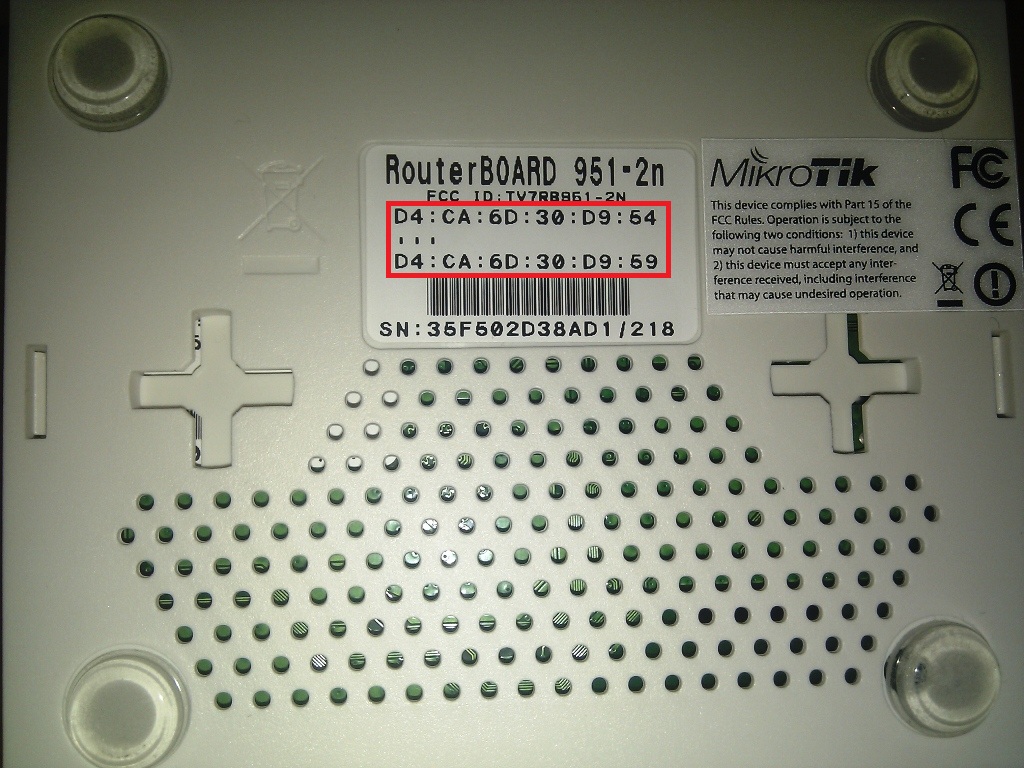 RouterBOARD 951-2n
FCC ID:TV7RB951-2N
D4:CA:6D:30:D9:54
...
D4:CA:6D:30:D9:59
SN:35F502D38AD1/218
MikroTik
FC
CE
This device complies with Part 15 of the
FCC Rules. Operation is subject to the
following two conditions: 1) this device
may not cause harmful interference, and
2) this device must accept any inter-
ference received, including interference
that may cause undesired operation.